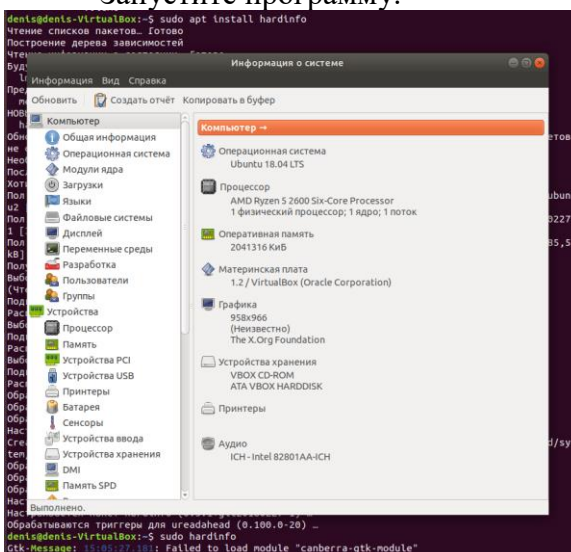 Запустите программу.
denis@denis-VirtualBox:~$ sudo apt install hardinfo
Чтение списков пакетов… Готово
Построение дерева зависимостей
Информация о системе
Информация Вид Справка
Обновить Создать отчёт Копировать в буфер
Компьютер
Общая информация
Операционная система
Модули ядра
Загрузки
Языки
Файловые системы
Дисплей
Переменные среды
Разработка
Пользователи
Группы
Устройства
Процессор
Память
Устройства PCI
Устройства USB
Принтеры
Батарея
Сенсоры
Устройства ввода
Устройства хранения
DMI
Память SPD
Компьютер →
Операционная система
Ubuntu 18.04 LTS
Процессор
AMD Ryzen 5 2600 Six-Core Processor
1 физический процессор; 1 ядро; 1 поток
Оперативная память
2041316 КиБ
Материнская плата
1.2 / VirtualBox (Oracle Corporation)
Графика
958x966
(Неизвестно)
The X.Org Foundation
Устройства хранения
VBOX CD-ROM
ATA VBOX HARDDISK
Принтеры
Аудио
ICH - Intel 82801AA-ICH
Выполнено.
Обрабатываются триггеры для ureadahead (0.100.0-20) …
denis@denis-VirtualBox:~$ sudo hardinfo
Gtk-Message: 15:05:27.181: Failed to load module "canberra-gtk-module"